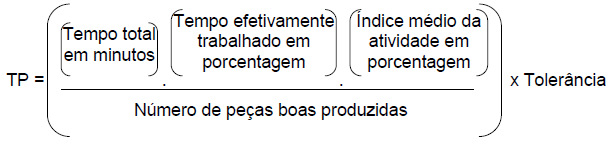 Tempo total
em minutos
Tempo efetivamente
trabalhado em
porcentagem
Índice médio da
atividade em
porcentagem
TP =
. . .
Número de peças boas produzidas
x Tolerância